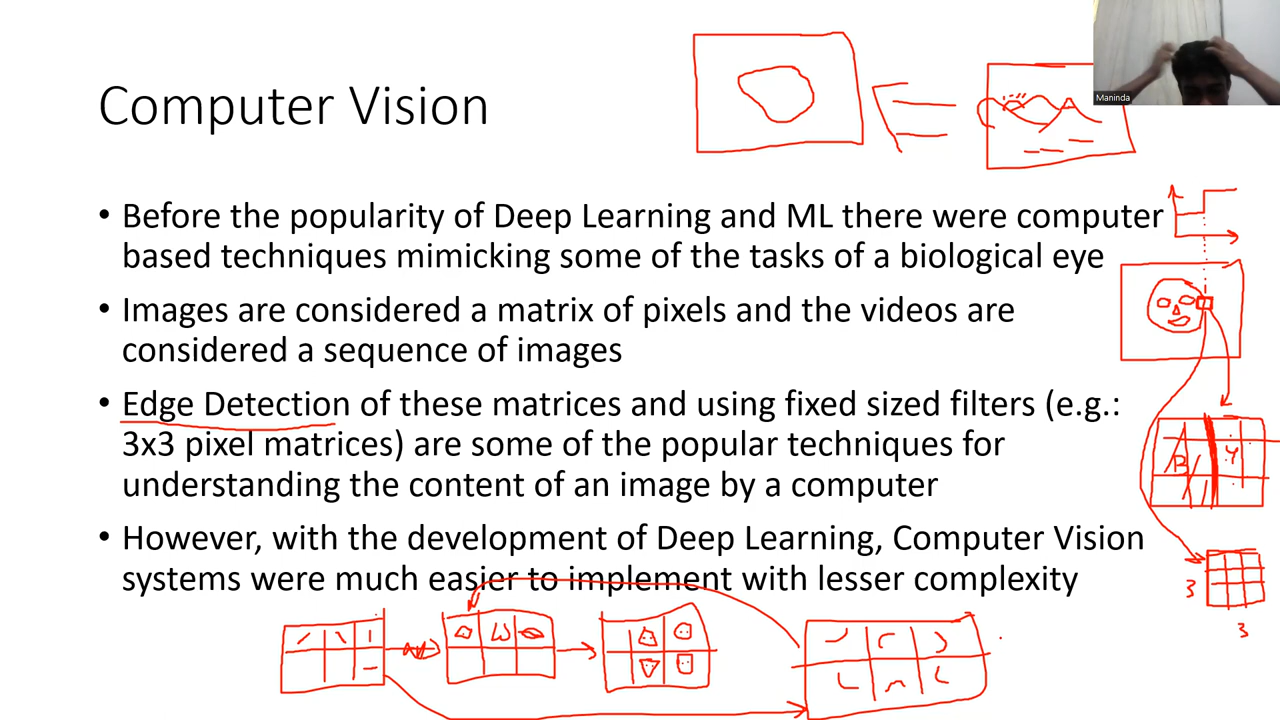 Maninda
Computer Vision
• Before the popularity of Deep Learning and ML there were computer
based techniques mimicking some of the tasks of a biological eye
• Images are considered a matrix of pixels and the videos are
considered a sequence of images
• Edge Detection of these matrices and using fixed sized filters (e.g.:
3x3 pixel matrices) are some of the popular techniques for
understanding the content of an image by a computer
• However, with the development of Deep Learning, Computer Vision
systems were much easier to implement with lesser complexity
B
Y
3
3